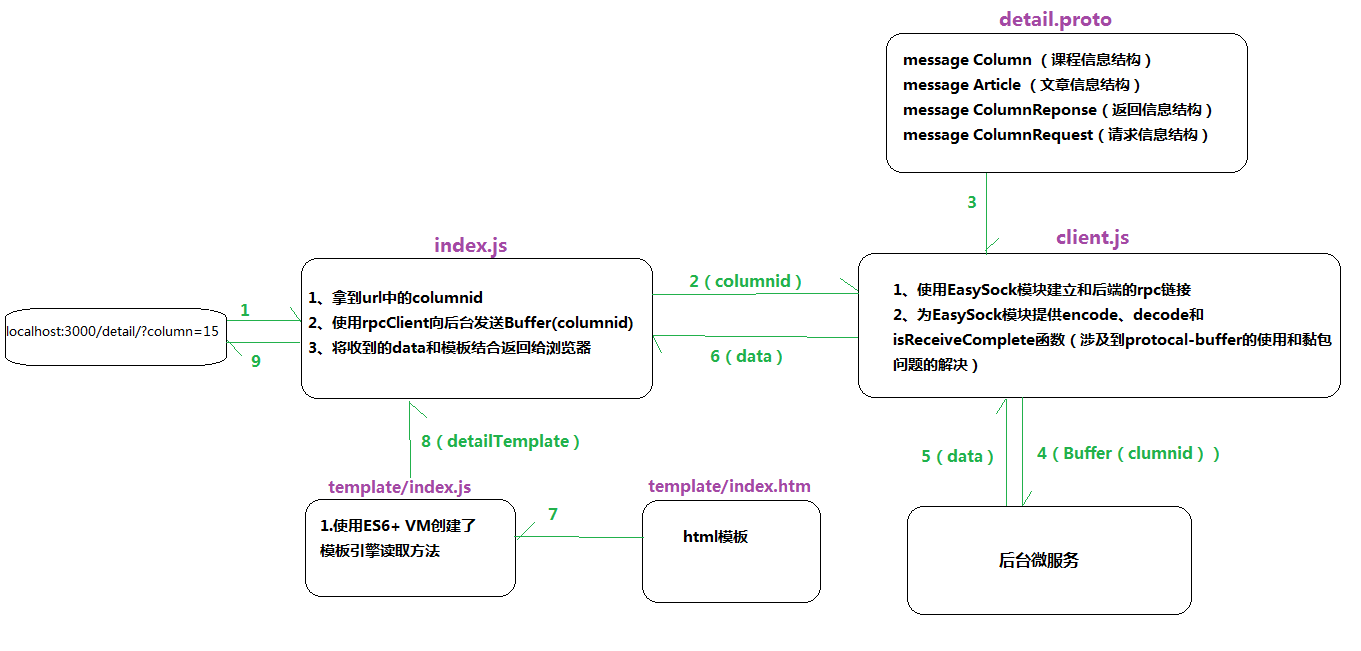 detail.proto
message Column （课程信息结构）
message Article （文章信息结构）
message ColumnReponse（返回信息结构）
message ColumnRequest（请求信息结构）
3
index.js
client.js
1、拿到url中的columnid
2、使用rpcClient向后台发送Buffer(columnid)
3、将收到的data和模板结合返回给浏览器
2（columnid）
1、使用EasySock模块建立和后端的rpc链接
2、为EasySock模块提供encode、decode和
isReceiveComplete函数（涉及到protocal-buffer的使用和黏包
问题的解决）
1
localhost:3000/detail/?column=15
9
6（data）
8（detailTemplate）
5（data）
4（Buffer（clumnid））
template/index.js
template/index.htm
1.使用ES6+ VM创建了
模板引擎读取方法
7
html模板
后台微服务